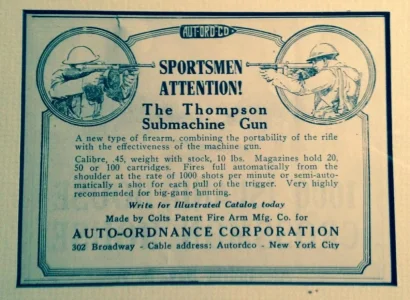 AUT-ORD-CO
SPORTSMEN
ATTENTION!
The Thompson
Submachine Gun
A new type of firearm, combining the portability of the rifle
with the effectiveness of the machine gun.
Calibre, .45, weight with stock, 10 lbs. Magazines hold 20,
50 or 100 cartridges. Fires full automatically from the
shoulder at the rate of 1000 shots per minute or semi-auto-
matically a shot for each pull of the trigger. Very highly
recommended for big-game hunting.
Write for Illustrated Catalog today
Made by Colts Patent Fire Arm Mfg. Co. for
AUTO-ORDNANCE CORPORATION
302 Broadway - Cable address: Autordco - New York City